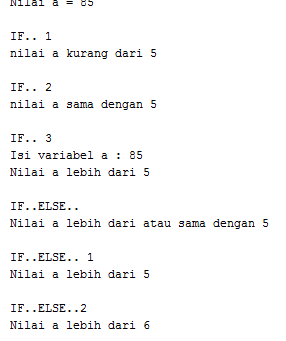 Nilai a = 85
IF.. 1
nilai a kurang dari 5
IF.. 2
nilai a sama dengan 5
IF.. 3
Isi variabel a : 85
Nilai a lebih dari 5
IF..ELSE..
Nilai a lebih dari atau sama dengan 5
IF..ELSE.. 1
Nilai a lebih dari 5
IF..ELSE..2
Nilai a lebih dari 6